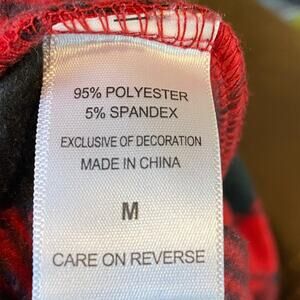 95% POLYESTER
5% SPANDEX
EXCLUSIVE OF DECORATION
MADE IN CHINA
M
CARE ON REVERSE